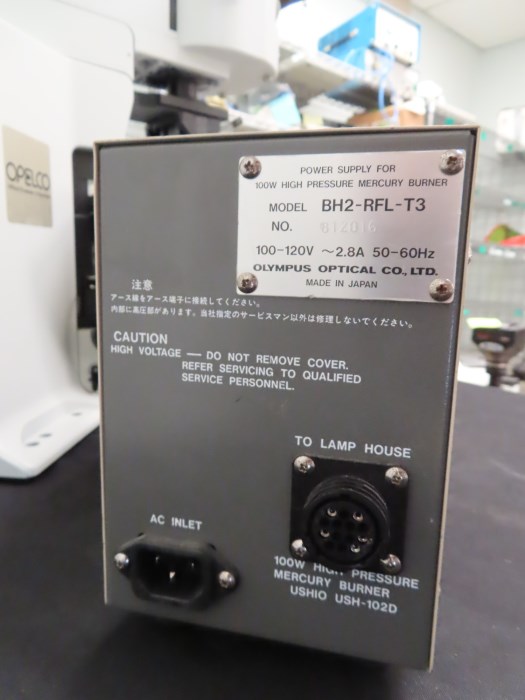 OPELCO
POWER SUPPLY FOR
100W HIGH PRESSURE MERCURY BURNER
MODEL BH2-RFL-T3
NO. 812016
100-120V ～2.8A 50-60Hz
OLYMPUS OPTICAL CO., LTD.
MADE IN JAPAN
注意
アース線をアース端子に接続してください。
内部に高圧部があります。当社指定のサービスマン以外は修理しないでください。
CAUTION
HIGH VOLTAGE — DO NOT REMOVE COVER.
REFER SERVICING TO QUALIFIED
SERVICE PERSONNEL.
TO LAMP HOUSE
AC INLET
100W HIGH PRESSURE
MERCURY BURNER
USHIO USH-102D